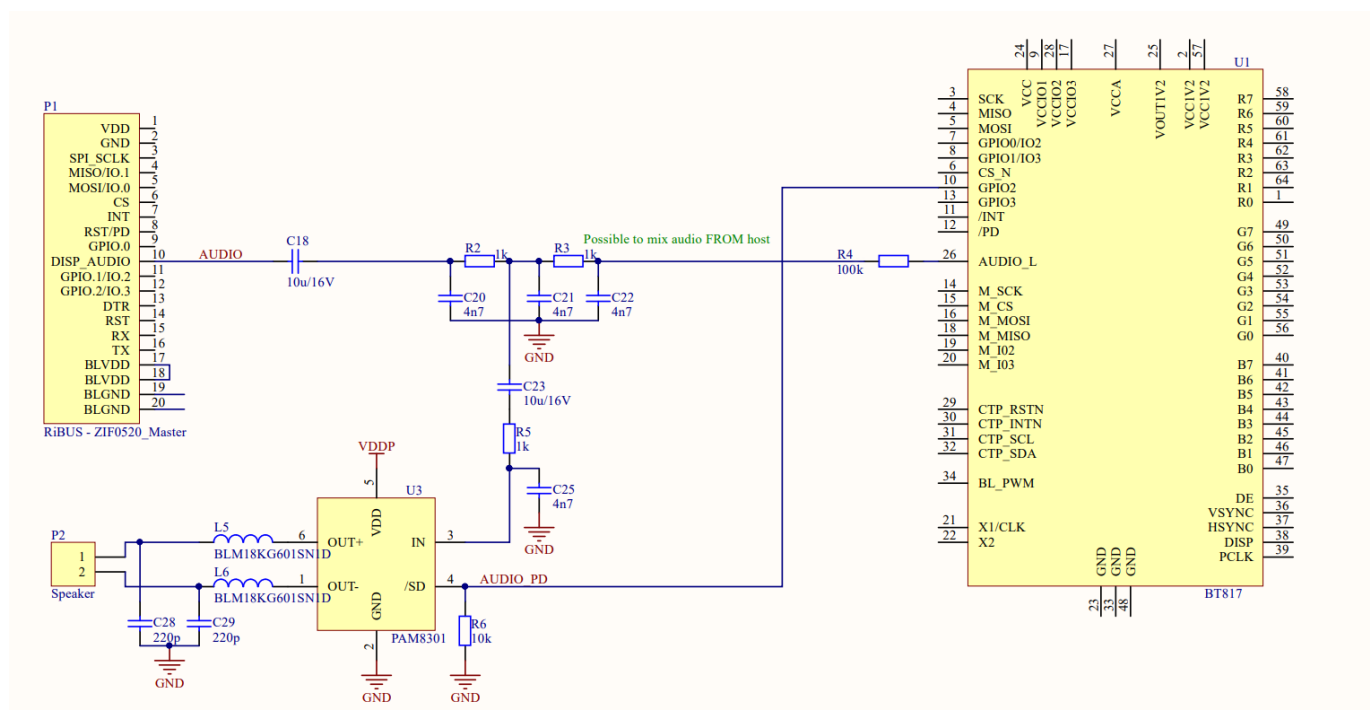 P1
VDD 1
GND 2
SPI_SCLK 3
MISO/IO.1 4
MOSI/IO.0 5
CS 6
INT 7
RST/PD 8
GPIO.0 9
DISP_AUDIO 10
GPIO.1/IO.2 11
GPIO.2/IO.3 12
DTR 13
RST 14
RX 15
TX 16
BLVDD 17
BLVDD 18
BLGND 19
BLGND 20
RiBUS - ZIF0520_Master
AUDIO
C18
10u/16V
R2
1k
R3
1k
Possible to mix audio FROM host
R4
100k
C20
4n7
C21
4n7
C22
4n7
GND
C23
10u/16V
R5
1k
C25
4n7
GND
VDDP
5
U3
VDD
6 OUT+
1 OUT-
IN 3
/SD 4
GND
2
PAM8301
GND
AUDIO_PD
R6
10k
GND
P2
1
2
Speaker
L5
BLM18KG601SN1D
L6
BLM18KG601SN1D
C28
220p
C29
220p
GND
U1
24 VCC
9 VCCIO1
28 VCCIO2
17 VCCIO3
27 VCCA
25 VOUT1V2
2 VCC1V2
57 VCC1V2
3 SCK
4 MISO
5 MOSI
7 GPIO0/IO2
8 GPIO1/IO3
6 CS_N
10 GPIO2
13 GPIO3
11 /INT
12 /PD
26 AUDIO_L
14 M_SCK
15 M_CS
16 M_MOSI
18 M_MISO
19 M_I02
20 M_I03
29 CTP_RSTN
30 CTP_INTN
31 CTP_SCL
32 CTP_SDA
34 BL_PWM
21 X1/CLK
22 X2
R7 58
R6 59
R5 60
R4 61
R3 62
R2 63
R1 64
R0 1
G7 49
G6 50
G5 51
G4 52
G3 53
G2 54
G1 55
G0 56
B7 40
B6 41
B5 42
B4 43
B3 44
B2 45
B1 46
B0 47
DE 35
VSYNC 36
HSYNC 37
DISP 38
PCLK 39
GND 23
GND 33
GND 48
BT817